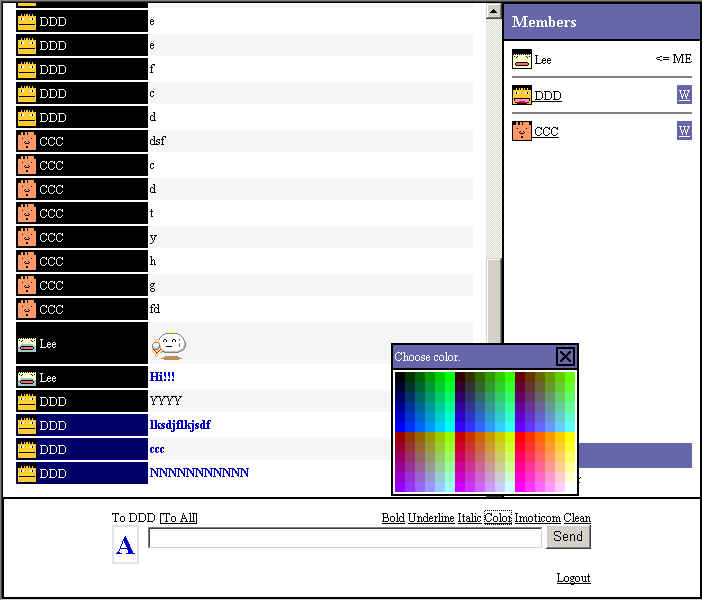 DDD e
DDD e
DDD f
DDD c
DDD d
CCC dsf
CCC c
CCC d
CCC t
CCC y
CCC h
CCC g
CCC fd
Lee
Lee Hi!!!
DDD YYYY
DDD lksdjflkjsdf
DDD ccc
DDD NNNNNNNNNNN
Members
Lee <= ME
DDD W
CCC W
Choose color.
To DDD [To All] Bold Underline Italic Color Imoticom Clean
A Send
Logout